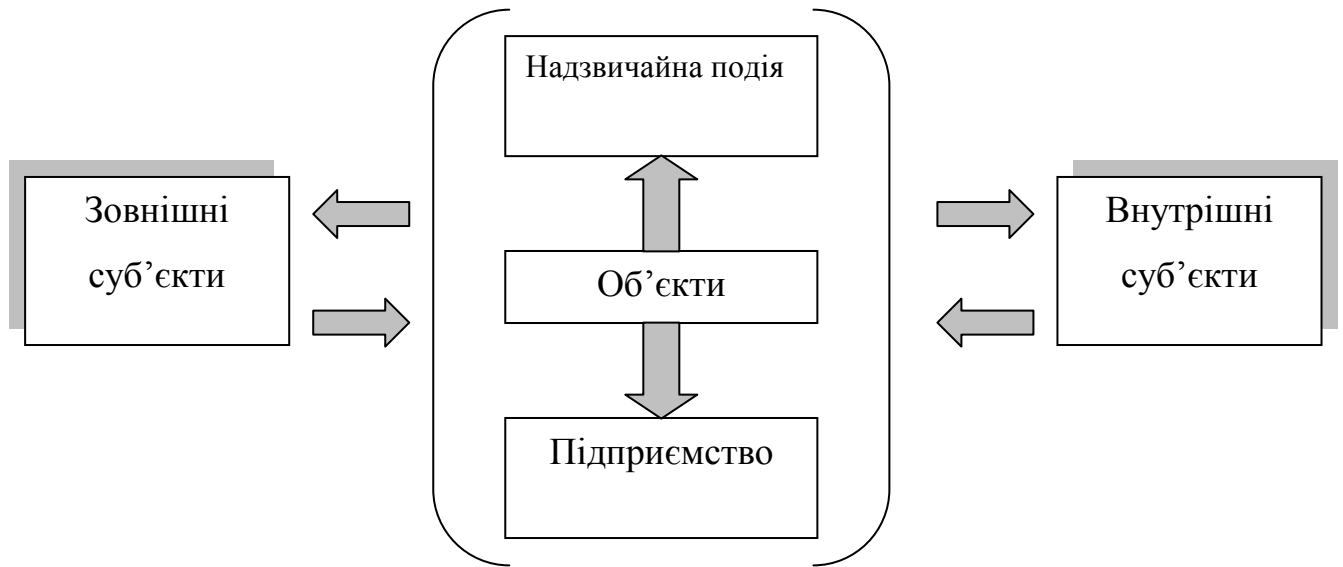 Надзвичайна подія
Зовнішні
суб’єкти
Об’єкти
Внутрішні
суб’єкти
Підприємство